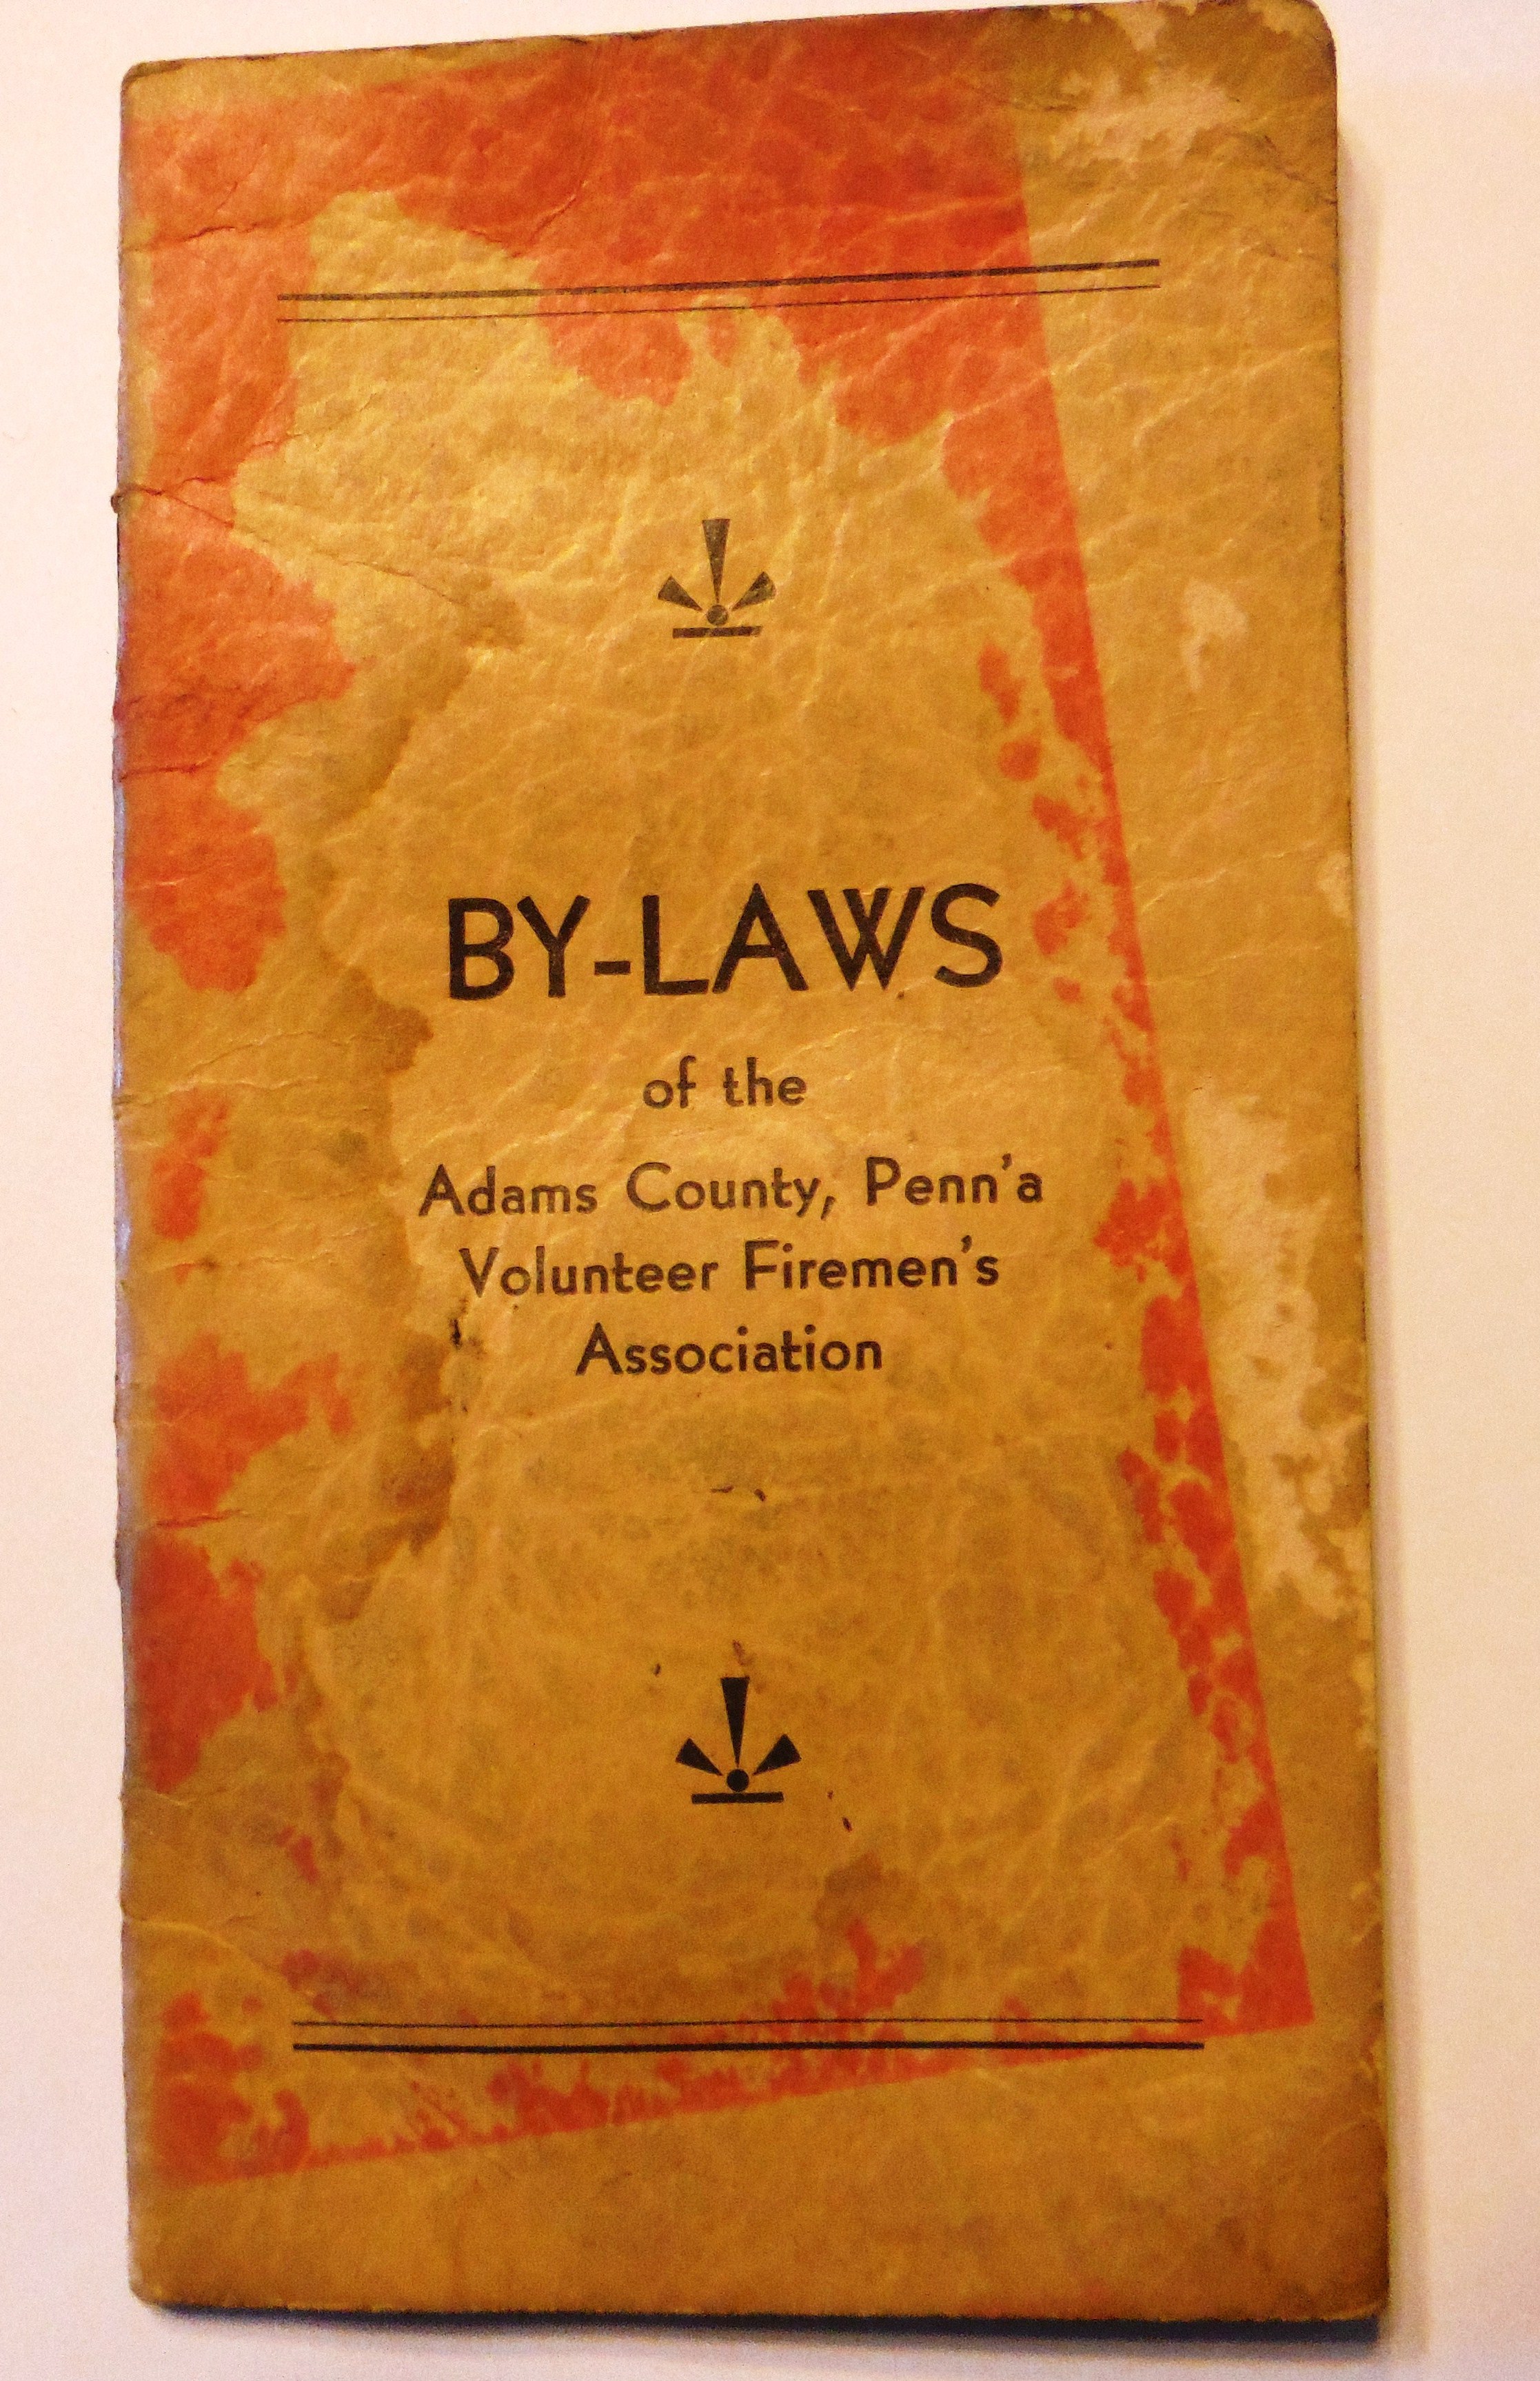 BY-LAWS
of the
Adams County, Penn'a
Volunteer Firemen's
Association